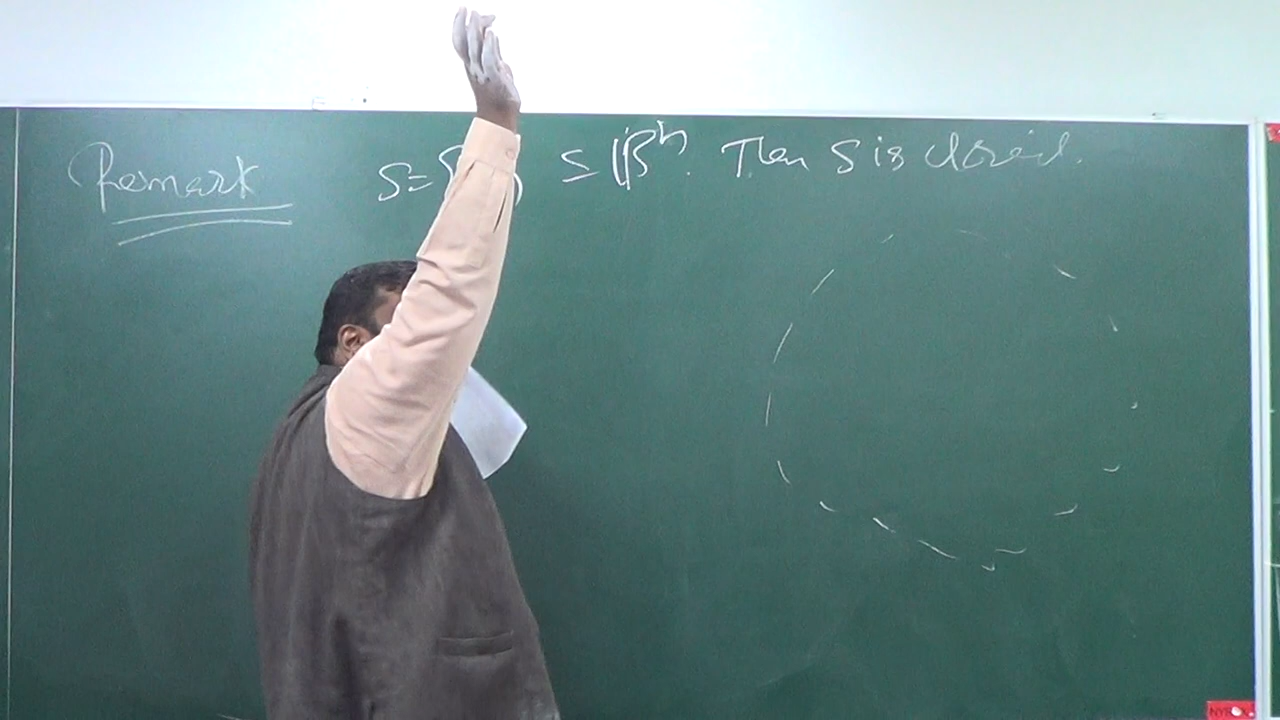 Remark S={ } ⊆ ℝⁿ. Then S is closed.